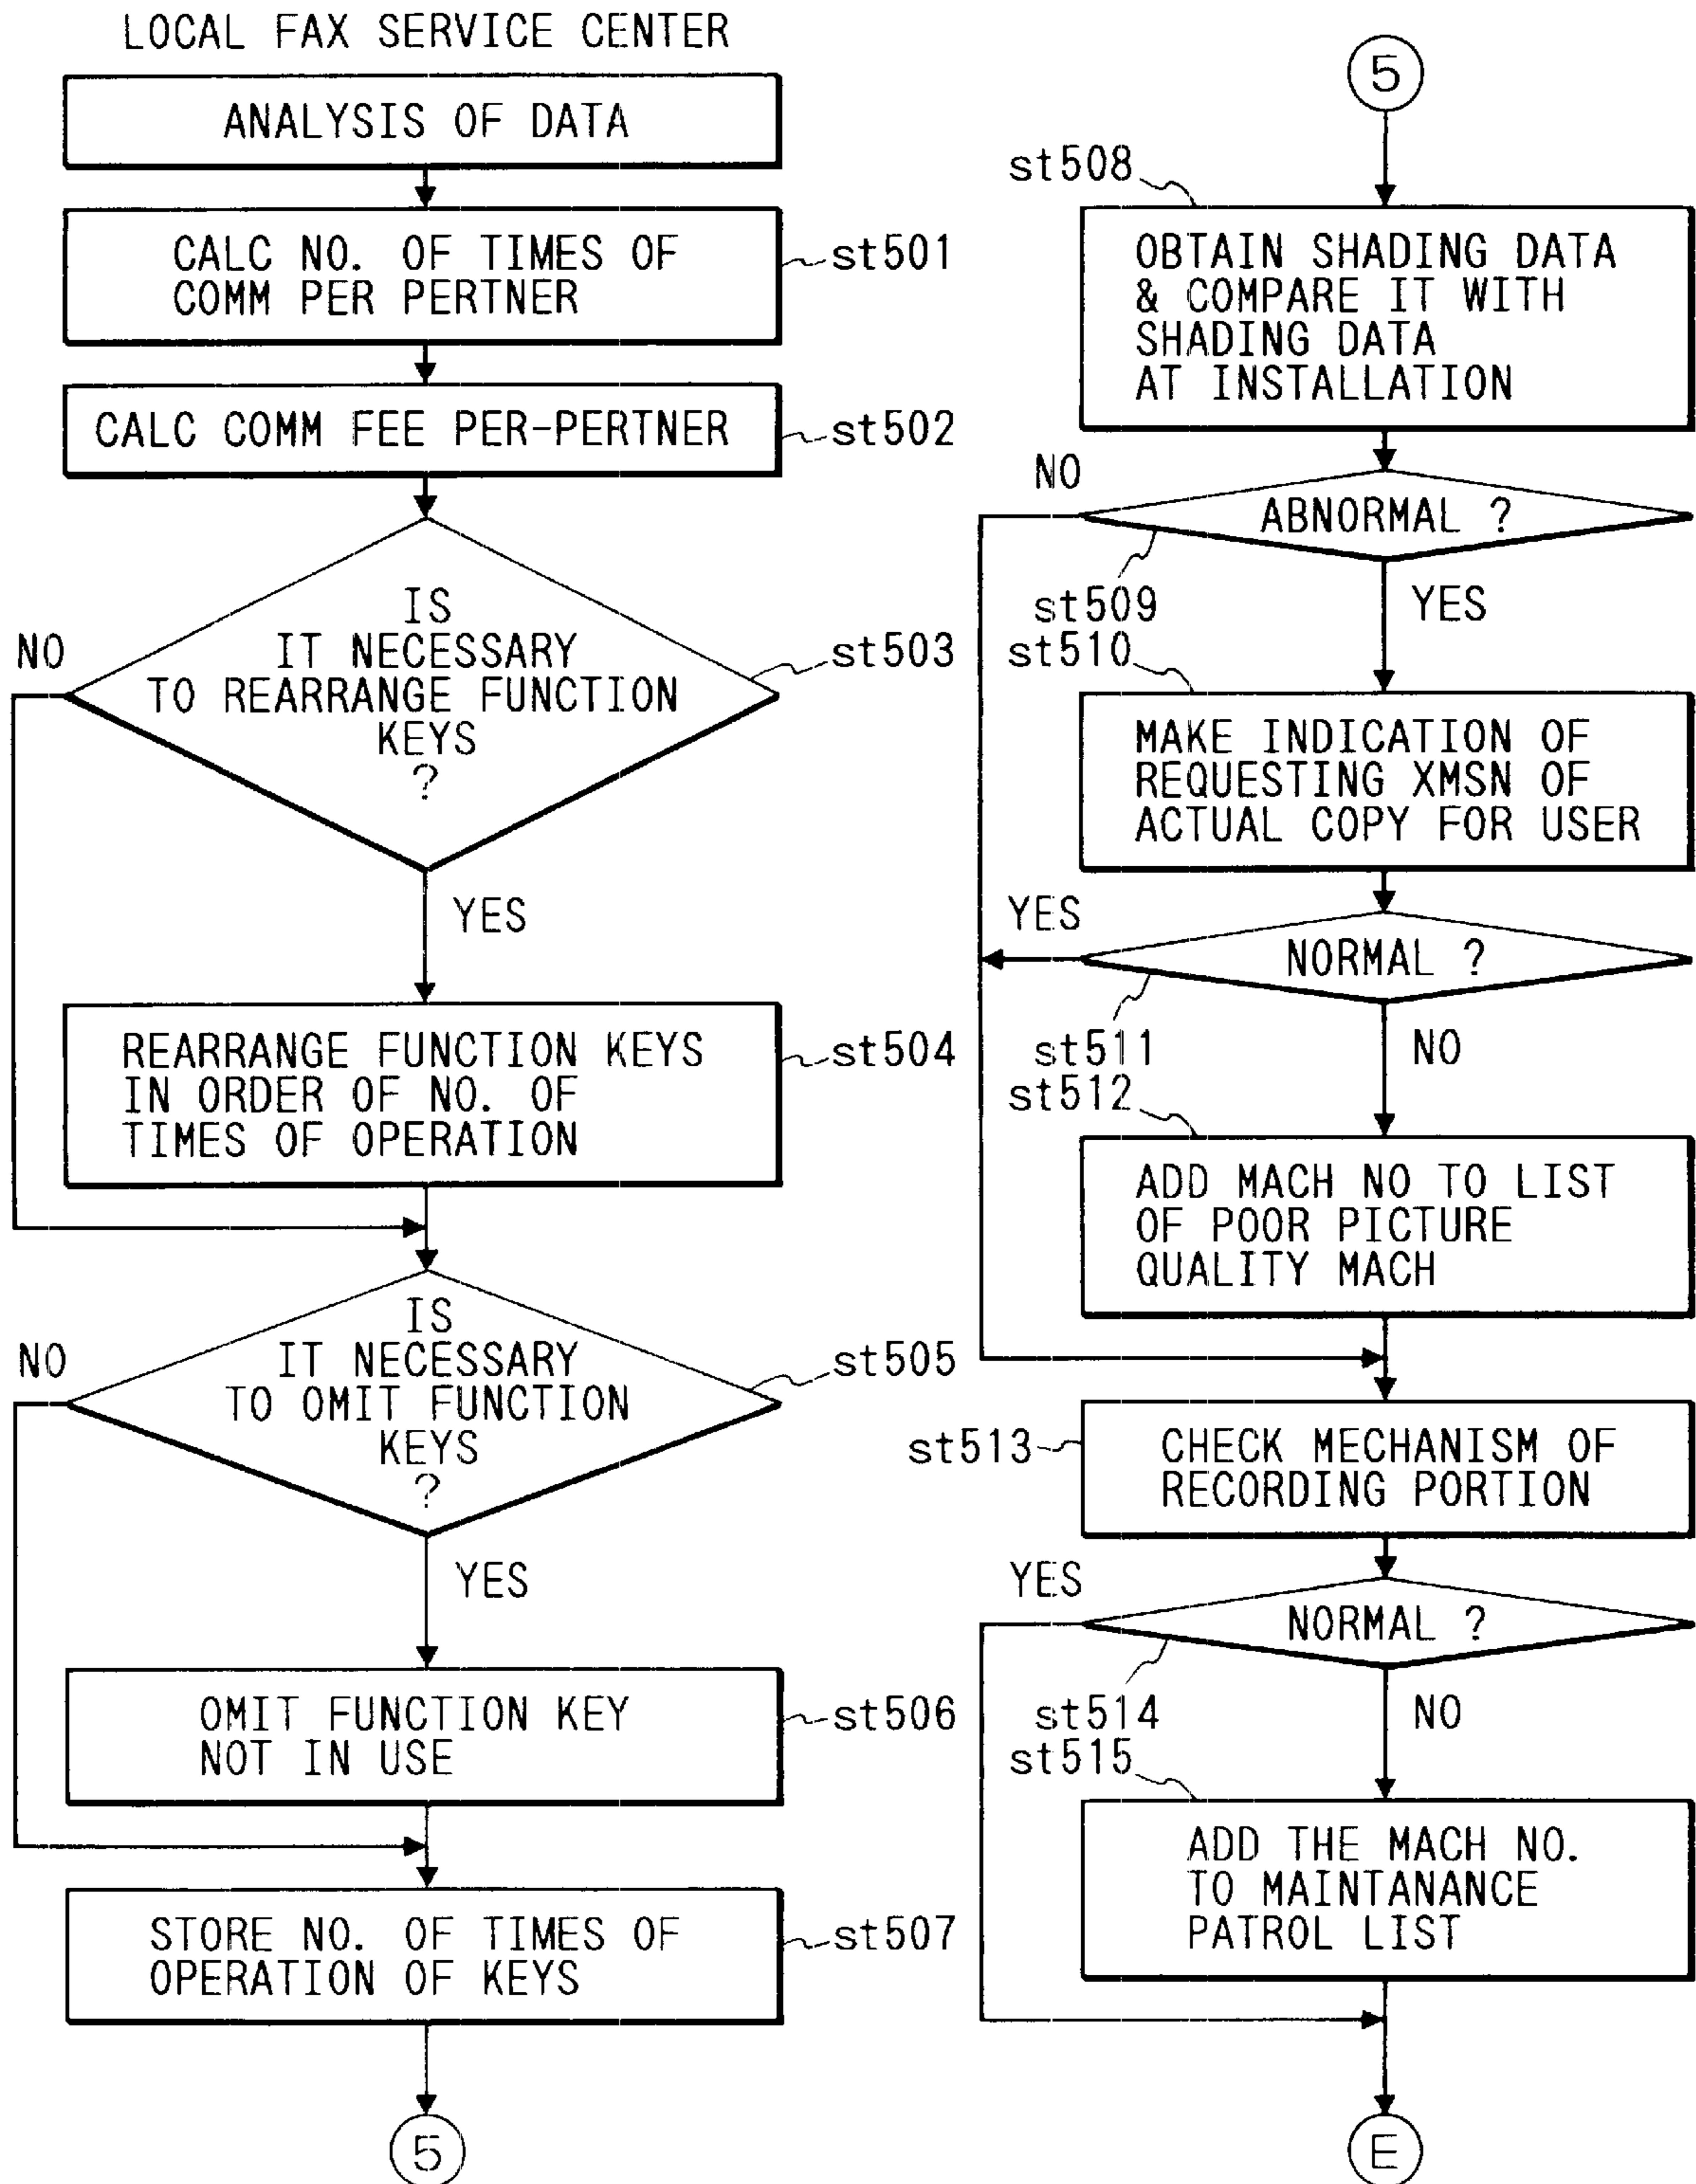 LOCAL FAX SERVICE CENTER
ANALYSIS OF DATA
CALC NO. OF TIMES OF
COMM PER PERTNER
st501
CALC COMM FEE PER-PERTNER
st502
IS
IT NECESSARY
TO REARRANGE FUNCTION
KEYS
?
st503
NO
YES
REARRANGE FUNCTION KEYS
IN ORDER OF NO. OF
TIMES OF OPERATION
st504
IS
IT NECESSARY
TO OMIT FUNCTION
KEYS
?
st505
NO
YES
OMIT FUNCTION KEY
NOT IN USE
st506
STORE NO. OF TIMES OF
OPERATION OF KEYS
st507
5
5
st508
OBTAIN SHADING DATA
& COMPARE IT WITH
SHADING DATA
AT INSTALLATION
NO
ABNORMAL ?
st509
YES
st510
MAKE INDICATION OF
REQUESTING XMSN OF
ACTUAL COPY FOR USER
YES
NORMAL ?
st511
NO
st512
ADD MACH NO TO LIST
OF POOR PICTURE
QUALITY MACH
st513
CHECK MECHANISM OF
RECORDING PORTION
YES
NORMAL ?
st514
NO
st515
ADD THE MACH NO.
TO MAINTANANCE
PATROL LIST
E